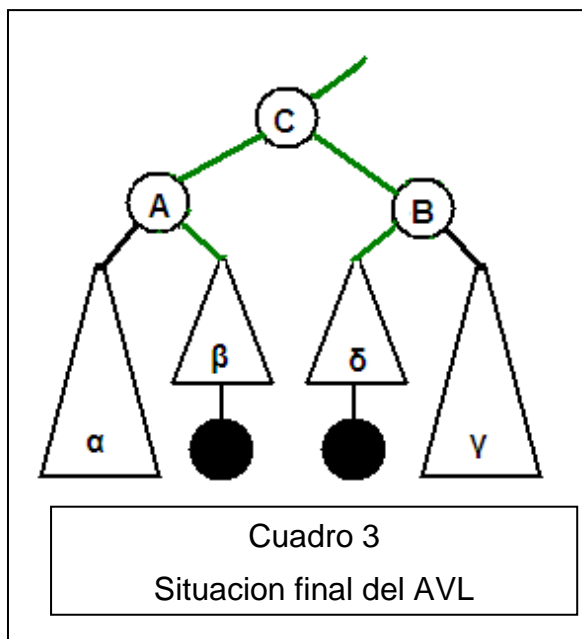 C
A B
β δ
α γ
Cuadro 3
Situacion final del AVL